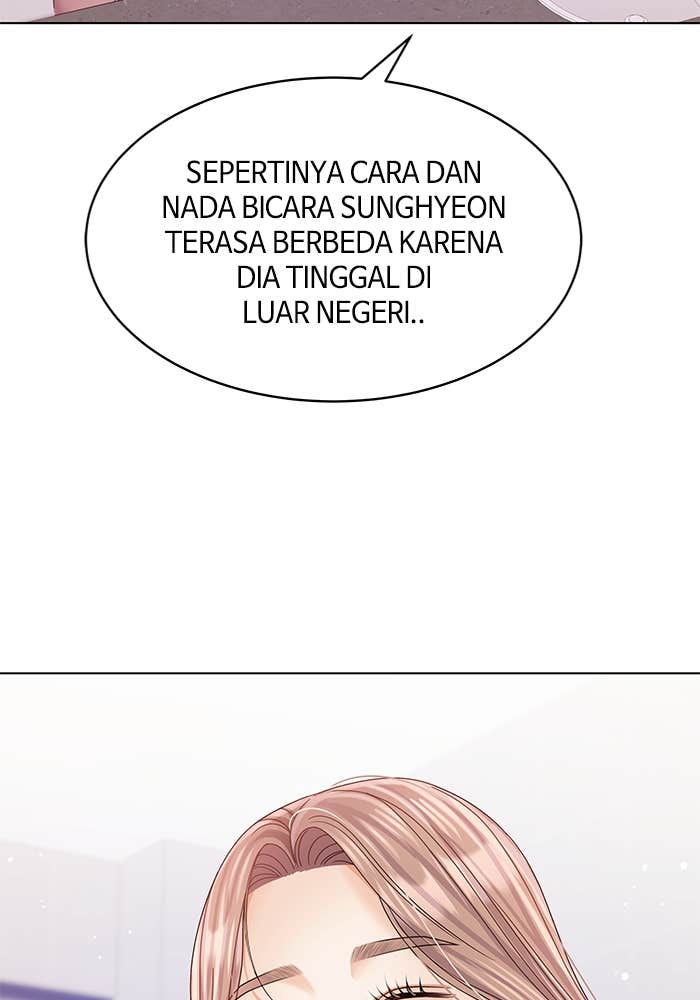 SEPERTINYA CARA DAN
NADA BICARA SUNGHYEON
TERASA BERBEDA KARENA
DIA TINGGAL DI
LUAR NEGERI..